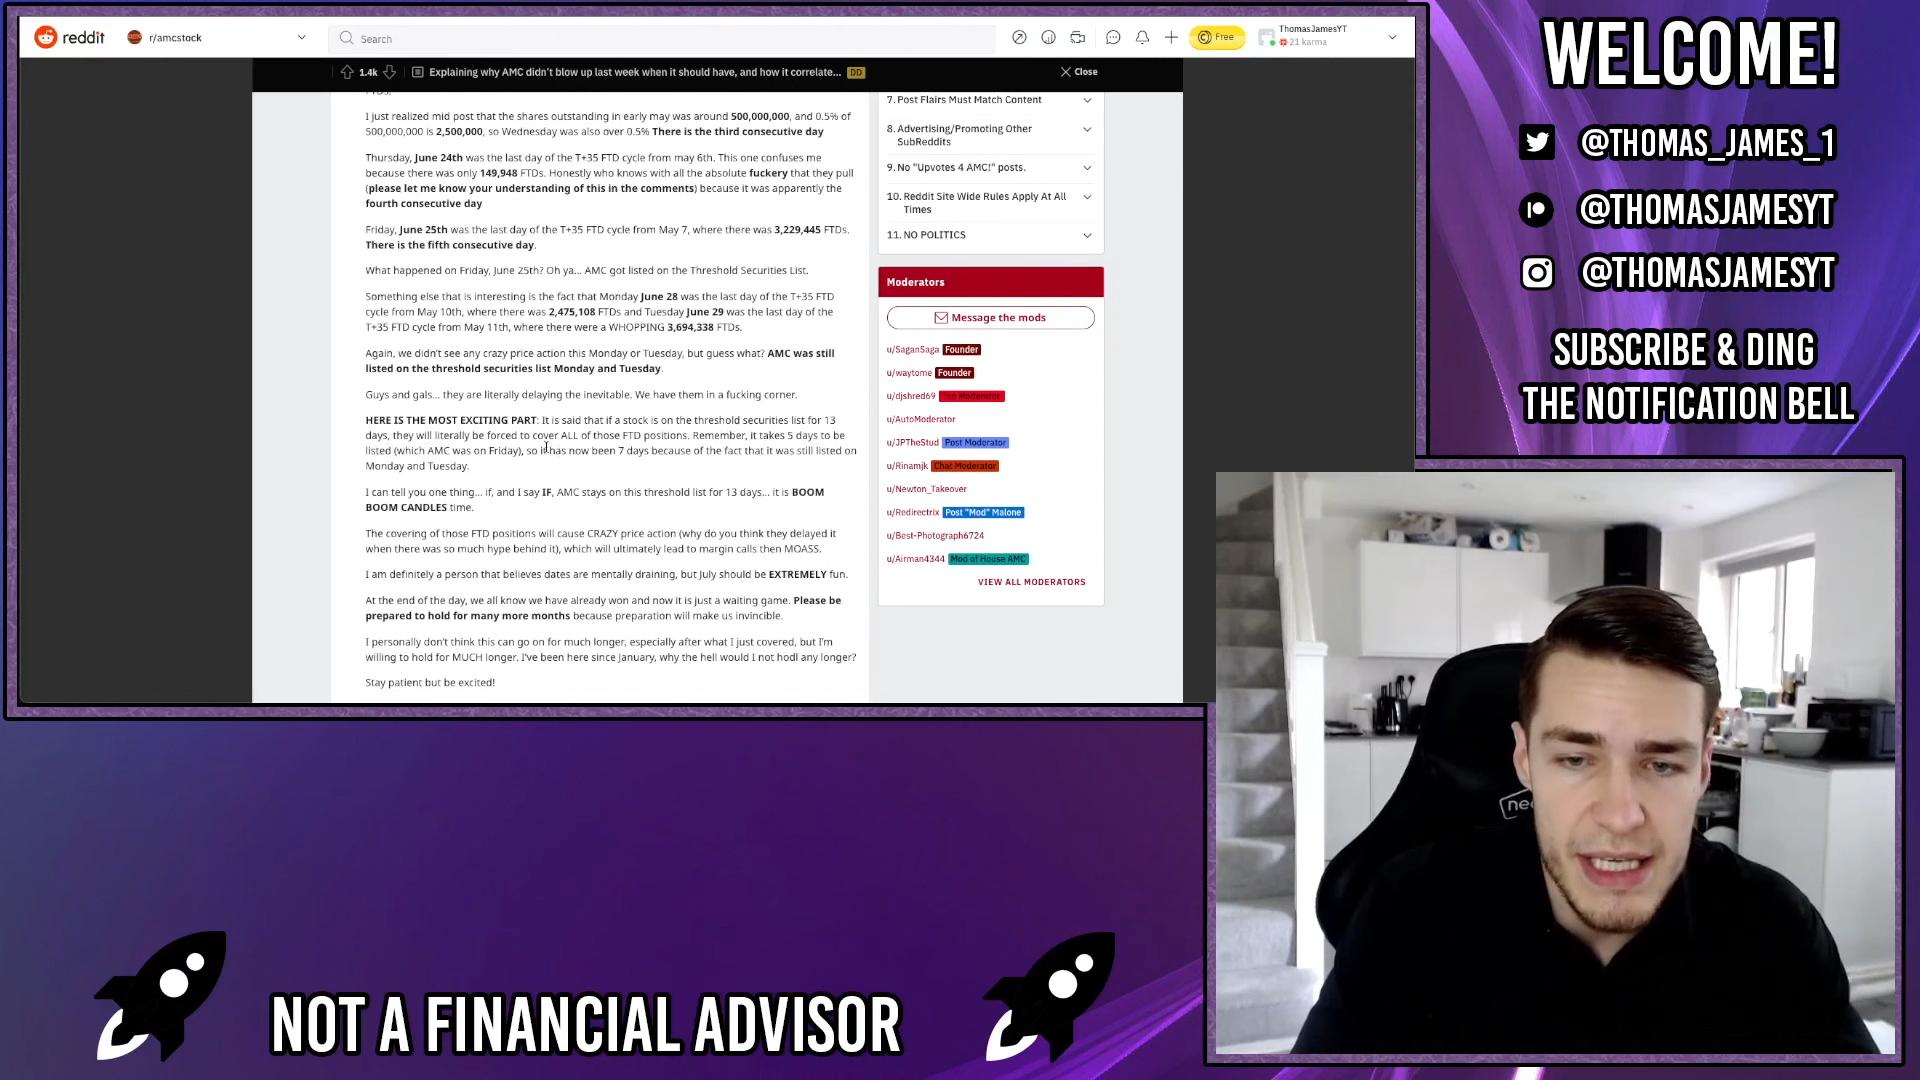 reddit
r/amcstock
Search
Free
ThomasJamesYT
21 karma
1.4k
Explaining why AMC didn't blow up last week when it should have, and how it correlate...
DD
Close
FTDs.
I just realized mid post that the shares outstanding in early may was around 500,000,000, and 0.5% of
500,000,000 is 2,500,000, so Wednesday was also over 0.5% There is the third consecutive day
Thursday, June 24th was the last day of the T+35 FTD cycle from may 6th. This one confuses me
because there was only 149,948 FTDs. Honestly who knows with all the absolute fuckery that they pull
(please let me know your understanding of this in the comments) because it was apparently the
fourth consecutive day
Friday, June 25th was the last day of the T+35 FTD cycle from May 7, where there was 3,229,445 FTDs.
There is the fifth consecutive day.
What happened on Friday, June 25th? Oh ya... AMC got listed on the Threshold Securities List.
Something else that is interesting is the fact that Monday June 28 was the last day of the T+35 FTD
cycle from May 10th, where there was 2,475,108 FTDs and Tuesday June 29 was the last day of the
T+35 FTD cycle from May 11th, where there were a WHOPPING 3,694,338 FTDs.
Again, we didn't see any crazy price action this Monday or Tuesday, but guess what? AMC was still
listed on the threshold securities list Monday and Tuesday.
Guys and gals... they are literally delaying the inevitable. We have them in a fucking corner.
HERE IS THE MOST EXCITING PART: It is said that if a stock is on the threshold securities list for 13
days, they will literally be forced to cover ALL of those FTD positions. Remember, it takes 5 days to be
listed (which AMC was on Friday), so it has now been 7 days because of the fact that it was still listed on
Monday and Tuesday.
I can tell you one thing... if, and I say IF, AMC stays on this threshold list for 13 days... it is BOOM
BOOM CANDLES time.
The covering of those FTD positions will cause CRAZY price action (why do you think they delayed it
when there was so much hype behind it), which will ultimately lead to margin calls then MOASS.
I am definitely a person that believes dates are mentally draining, but July should be EXTREMELY fun.
At the end of the day, we all know we have already won and now it is just a waiting game. Please be
prepared to hold for many more months because preparation will make us invincible.
I personally don't think this can go on for much longer, especially after what I just covered, but I'm
willing to hold for MUCH longer. I've been here since January, why the hell would I not hodl any longer?
Stay patient but be excited!
7. Post Flairs Must Match Content
8. Advertising/Promoting Other
SubReddits
9. No "Upvotes 4 AMC!" posts.
10. Reddit Site Wide Rules Apply At All
Times
11. NO POLITICS
Moderators
Message the mods
u/SaganSaga Founder
u/waytome Founder
u/djshred69 Top Moderator
u/AutoModerator
u/JPTheStud Post Moderator
u/Rinamjk Chat Moderator
u/Newton_Takeover
u/Redirectrix Post "Mod" Malone
u/Best-Photograph6724
u/Airman4344 Mod of House AMC
VIEW ALL MODERATORS
WELCOME!
@THOMAS_JAMES_1
@THOMASJAMESYT
@THOMASJAMESYT
SUBSCRIBE & DING
THE NOTIFICATION BELL
NOT A FINANCIAL ADVISOR